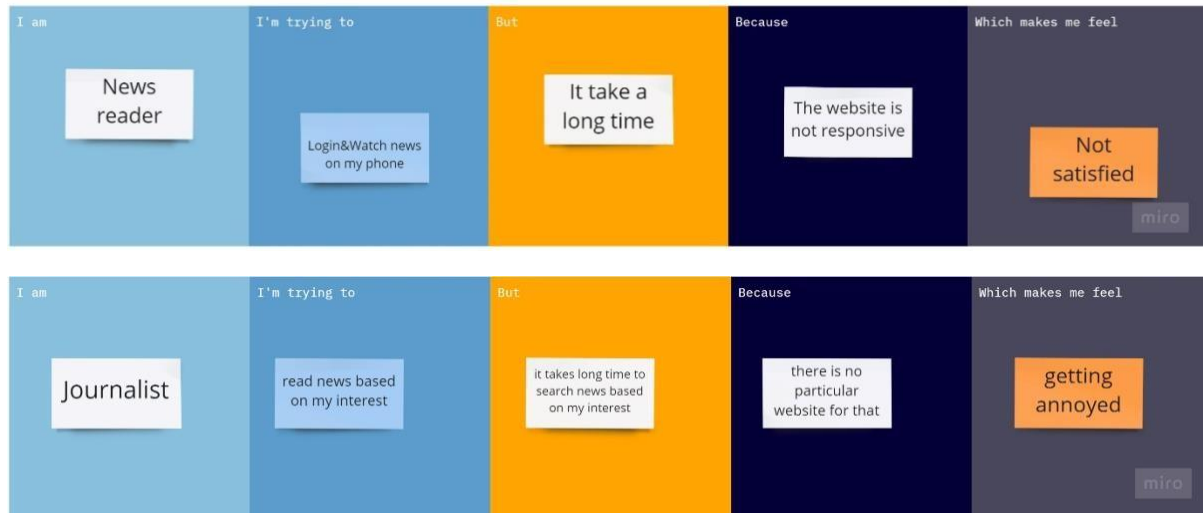 I am
I'm trying to
But
Because
Which makes me feel
News
reader
Login&Watch news
on my phone
It take a
long time
The website is
not responsive
Not
satisfied
miro
I am
I'm trying to
But
Because
Which makes me feel
Journalist
read news based
on my interest
it takes long time to
search news based
on my interest
there is no
particular
website for that
getting
annoyed
miro